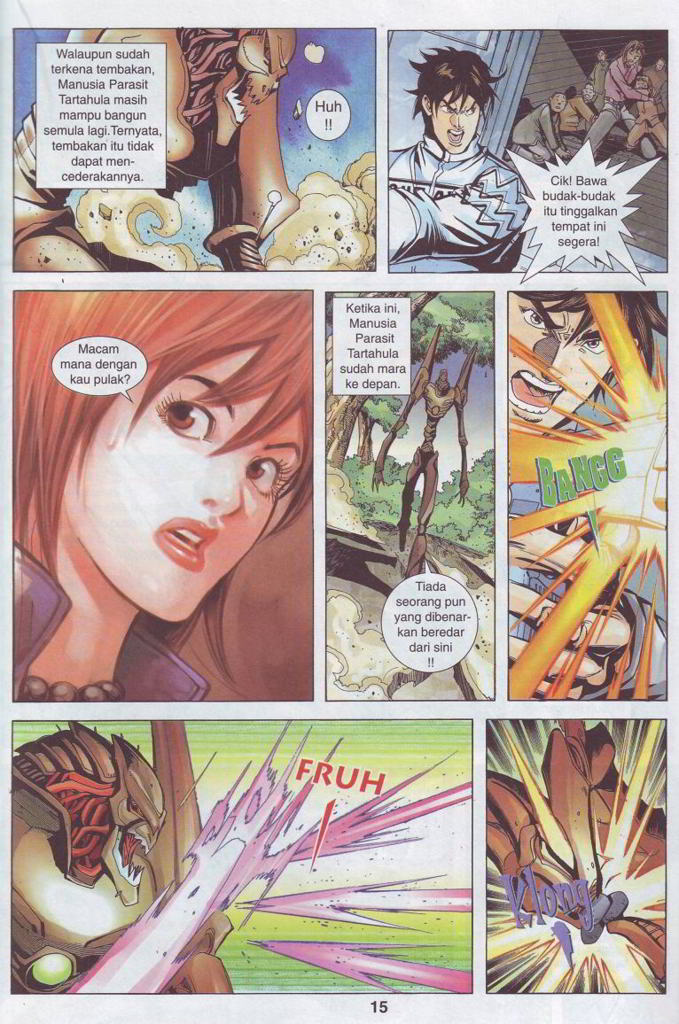 Walaupun sudah
terkena tembakan,
Manusia Parasit
Tartahula masih
mampu bangun
semula lagi.Ternyata,
tembakan itu tidak
dapat men-
cederakannya.
Huh
!!
Cik! Bawa
budak-budak
itu tinggalkan
tempat ini
segera!
Macam
mana dengan
kau pulak?
Ketika ini,
Manusia
Parasit
Tartahula
sudah mara
ke depan.
Tiada
seorang pun
yang dibenar-
kan beredar
dari sini
!!
BANGG
!
FRUH
!
Klong
!
15